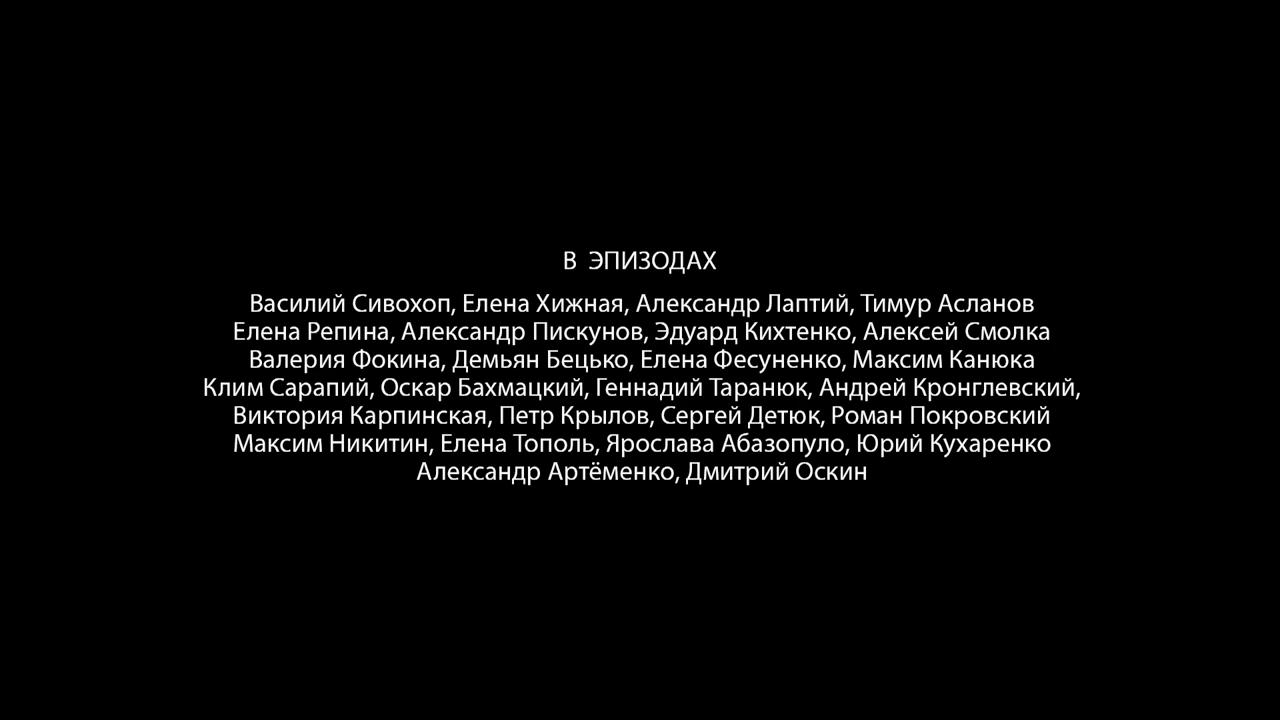 В ЭПИЗОДАХ
Василий Сивохоп, Елена Хижная, Александр Лаптий, Тимур Асланов
Елена Репина, Александр Пискунов, Эдуард Кихтенко, Алексей Смолка
Валерия Фокина, Демьян Бецько, Елена Фесуненко, Максим Канюка
Клим Сарапий, Оскар Бахмацкий, Геннадий Таранюк, Андрей Кронглевский,
Виктория Карпинская, Петр Крылов, Сергей Детюк, Роман Покровский
Максим Никитин, Елена Тополь, Ярослава Абазопуло, Юрий Кухаренко
Александр Артёменко, Дмитрий Оскин